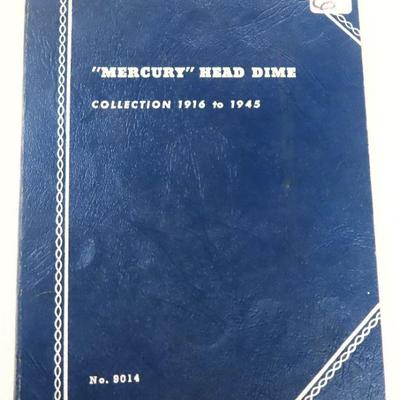 "MERCURY" HEAD DIME
COLLECTION 1916 to 1945
No. 9014